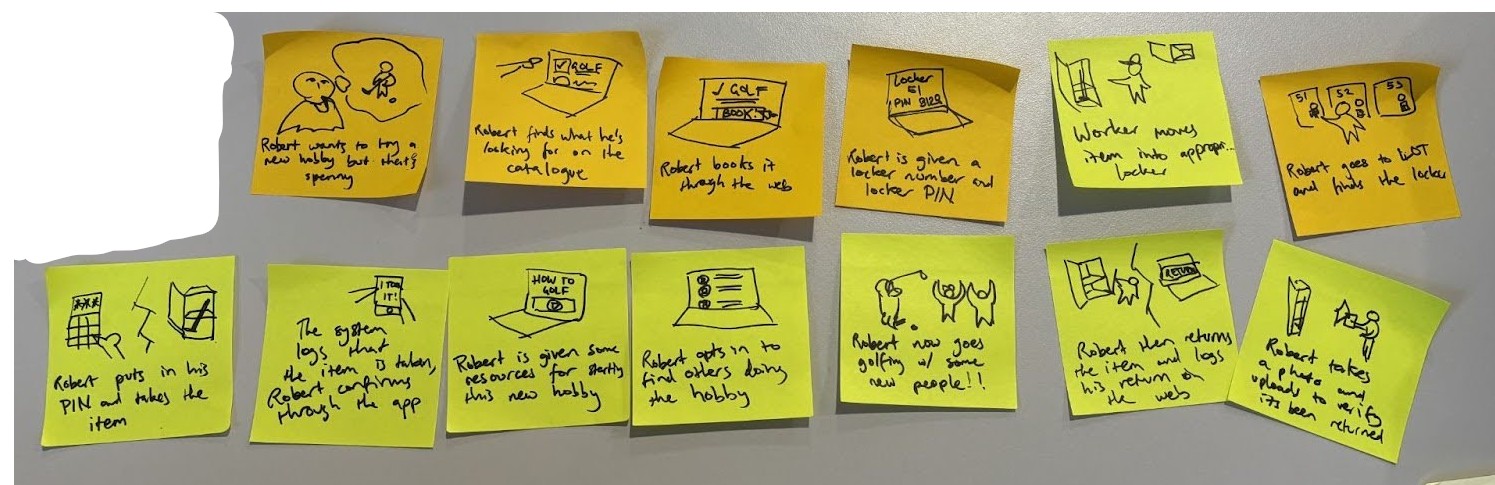 Robert wants to try a
new hobby but that's
spenny
GOLF
Robert finds what he's
looking for on the
catalogue
✓ GOLF
BOOK
Robert books it
through the web
Locker
51
PIN 8192
Robert is given a
locker number and
locker PIN
Worker moves
item into appropri...
locker
51 52 53
Robert goes to
and finds the locker
***
Robert puts in his
PIN and takes the
item
I TOOK
IT!
The system
logs that
the item is taken,
Robert confirms
through the app
HOW TO
GOLF
Robert is given some
resources for starting
this new hobby
Robert opts in to
find others doing
the hobby
Robert now goes
golfing w/ some
new people!!
RETURN
Robert then returns
the item and logs
his return on
the web
Robert takes
a photo and
uploads to verify
its been
returned